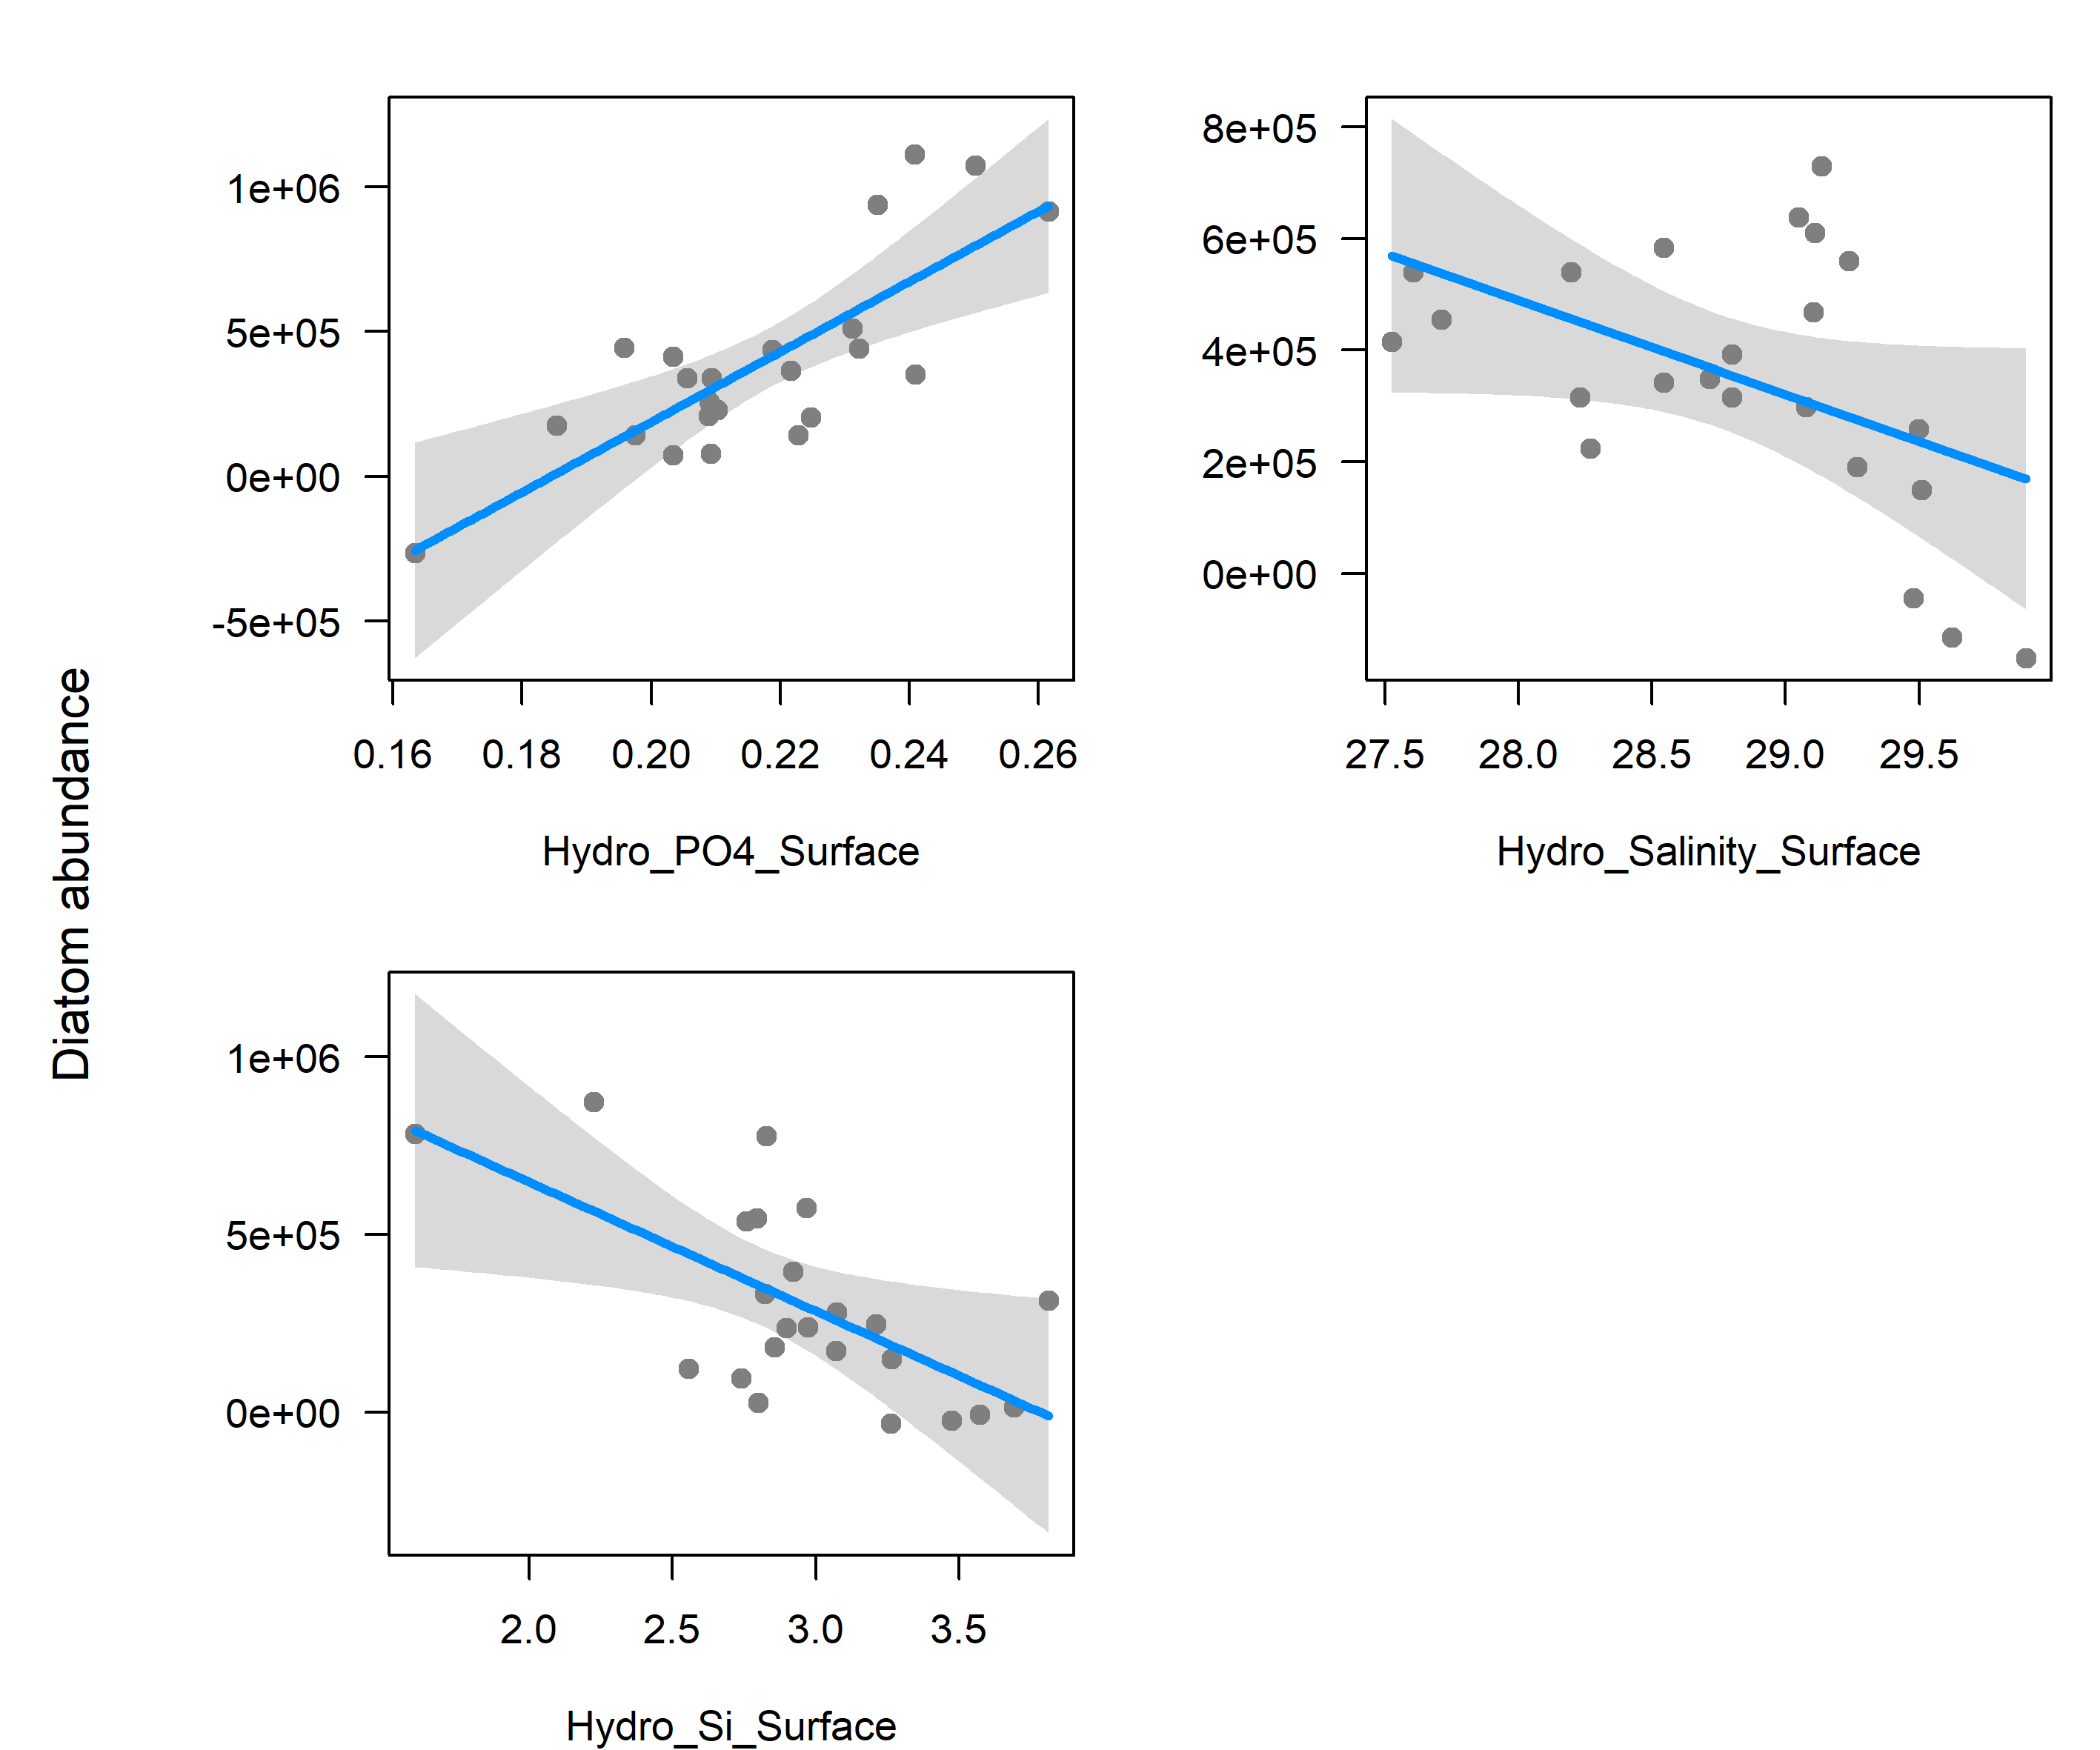 Diatom abundance
1e+06
5e+05
0e+00
-5e+05
0.16 0.18 0.20 0.22 0.24 0.26
Hydro_PO4_Surface
8e+05
6e+05
4e+05
2e+05
0e+00
27.5 28.0 28.5 29.0 29.5
Hydro_Salinity_Surface
1e+06
5e+05
0e+00
2.0 2.5 3.0 3.5
Hydro_Si_Surface